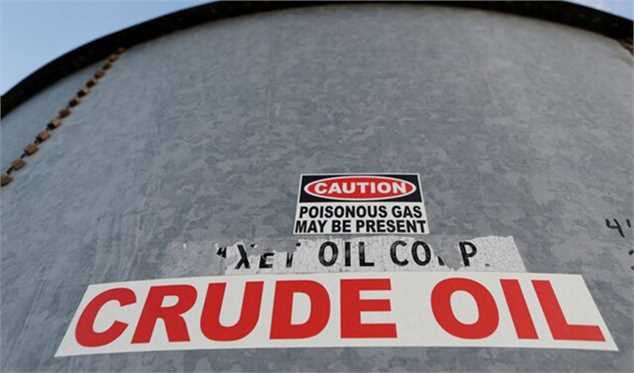 CAUTION
POISONOUS GAS
MAY BE PRESENT
OIL
CRUDE OIL